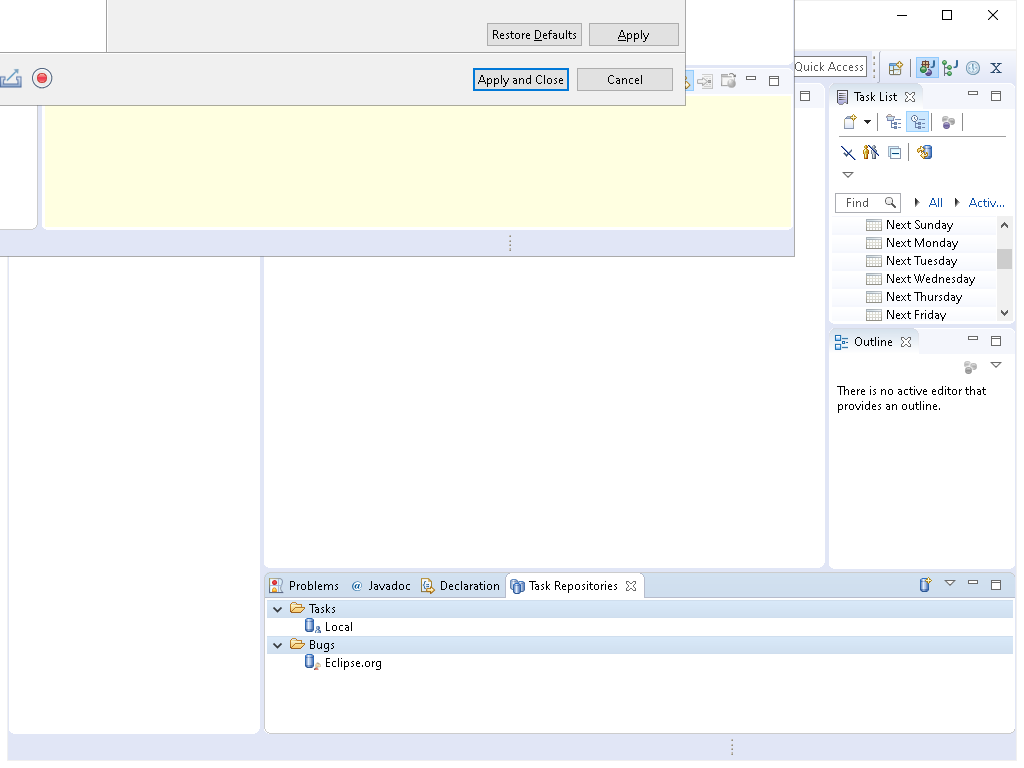 Restore Defaults
Apply
Apply and Close
Cancel
Quick Access
Task List
Find
All
Activ...
Next Sunday
Next Monday
Next Tuesday
Next Wednesday
Next Thursday
Next Friday
Outline
There is no active editor that
provides an outline.
Problems
@ Javadoc
Declaration
Task Repositories
Tasks
Local
Bugs
Eclipse.org